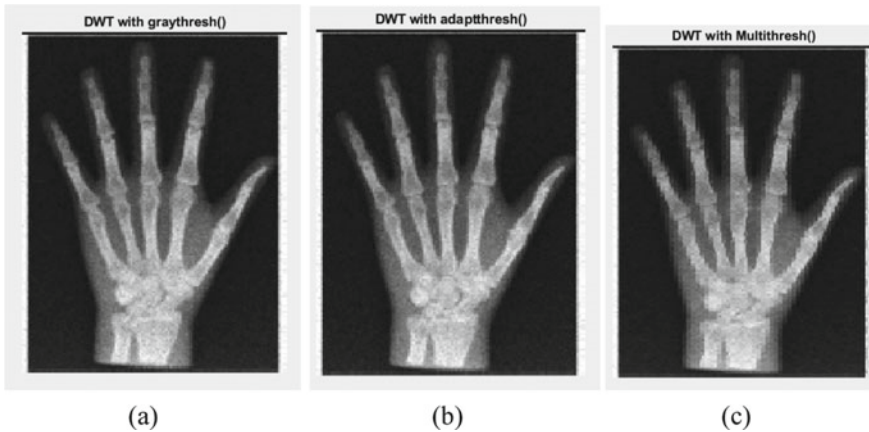 DWT with graythresh()
DWT with adaptthresh()
DWT with Multithresh()
(a)
(b)
(c)